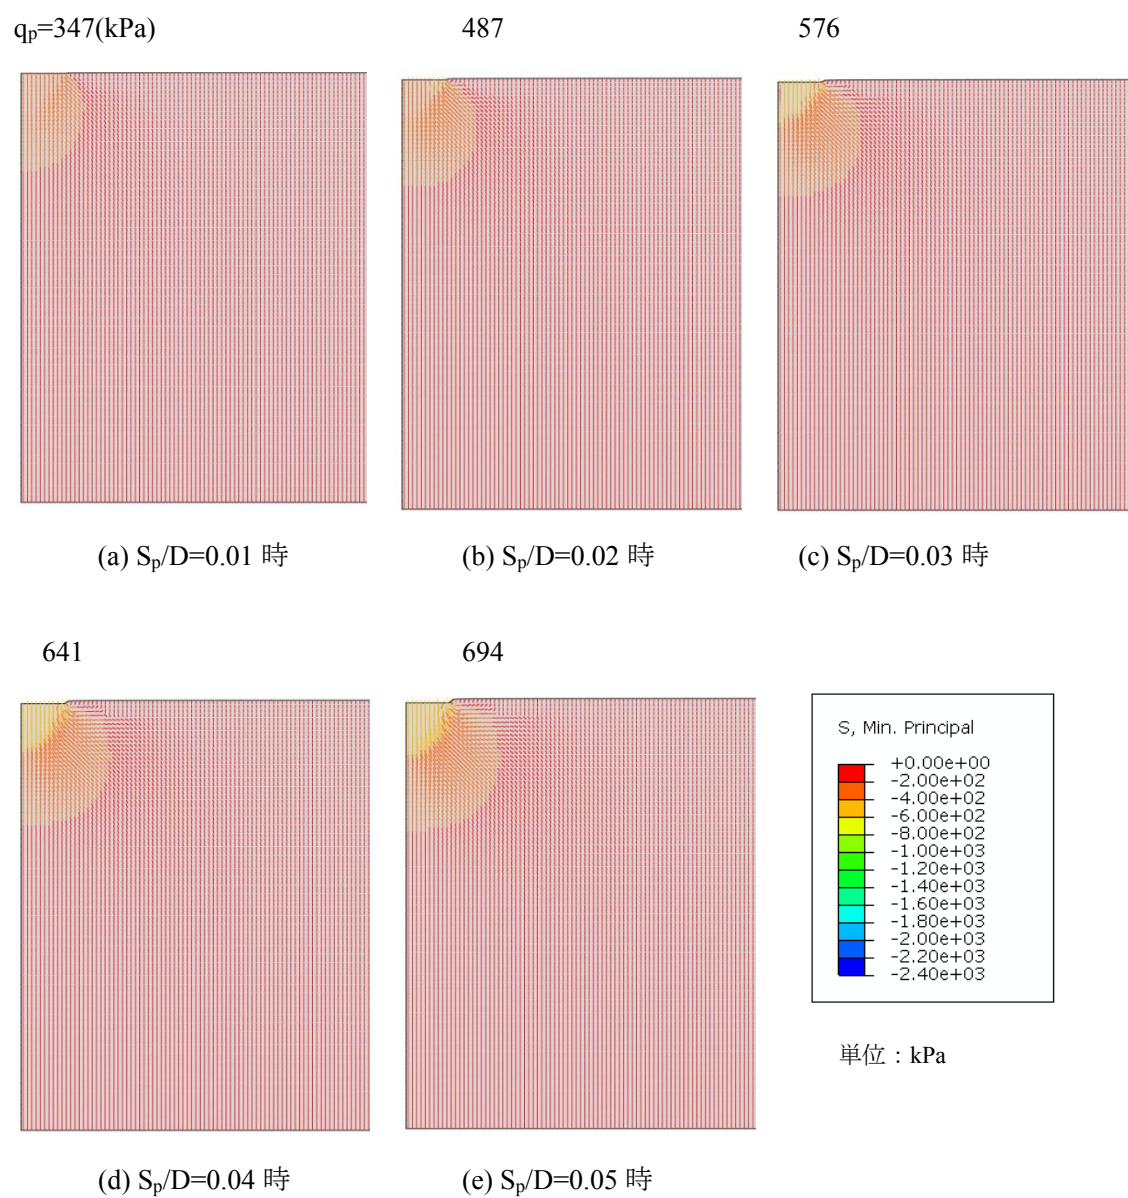 qp=347(kPa) 487 576
(a) Sp/D=0.01 時 (b) Sp/D=0.02 時 (c) Sp/D=0.03 時
641 694
S, Min. Principal
+0.00e+00
-2.00e+02
-4.00e+02
-6.00e+02
-8.00e+02
-1.00e+03
-1.20e+03
-1.40e+03
-1.60e+03
-1.80e+03
-2.00e+03
-2.20e+03
-2.40e+03
単位：kPa
(d) Sp/D=0.04 時 (e) Sp/D=0.05 時